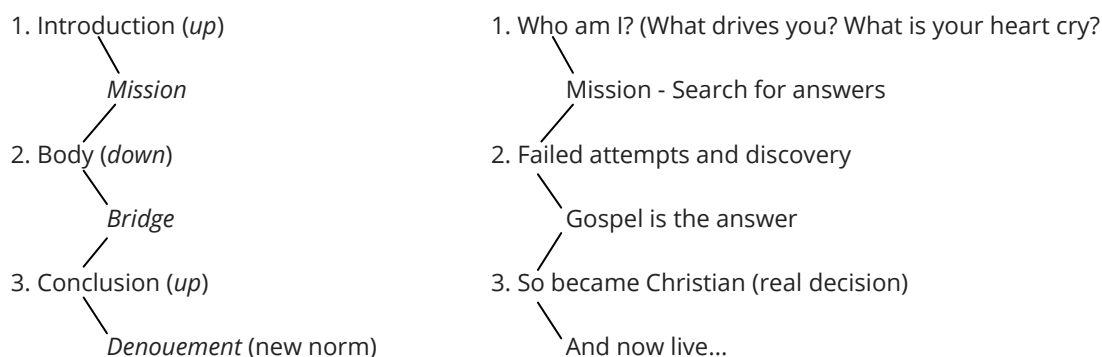 1. Introduction (up)
Mission
2. Body (down)
Bridge
3. Conclusion (up)
Denouement (new norm)
1. Who am I? (What drives you? What is your heart cry?
Mission - Search for answers
2. Failed attempts and discovery
Gospel is the answer
3. So became Christian (real decision)
And now live...